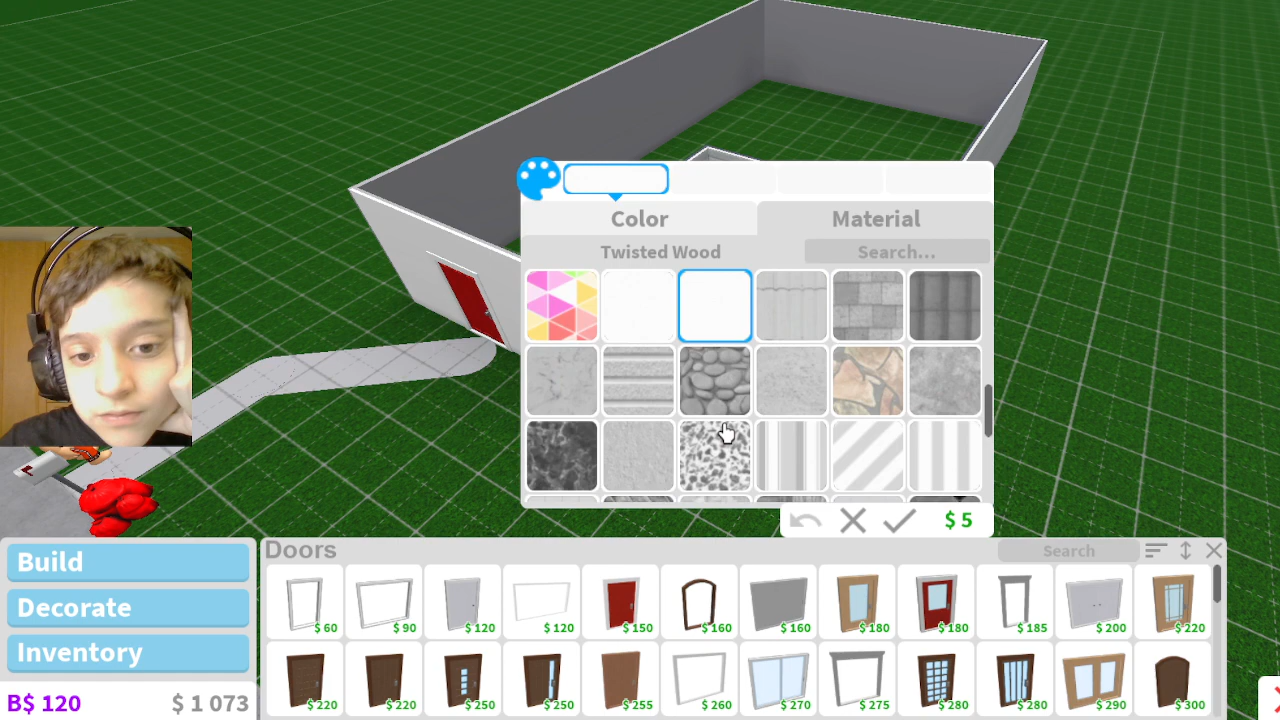 Color
Material
Twisted Wood
Search...
$ 5
Build
Decorate
Inventory
B$ 120
$ 1 073
Doors
Search
$ 60
$ 90
$ 120
$ 120
$ 150
$ 160
$ 160
$ 180
$ 180
$ 185
$ 200
$ 220
$ 220
$ 220
$ 250
$ 250
$ 255
$ 260
$ 270
$ 275
$ 280
$ 280
$ 290
$ 300